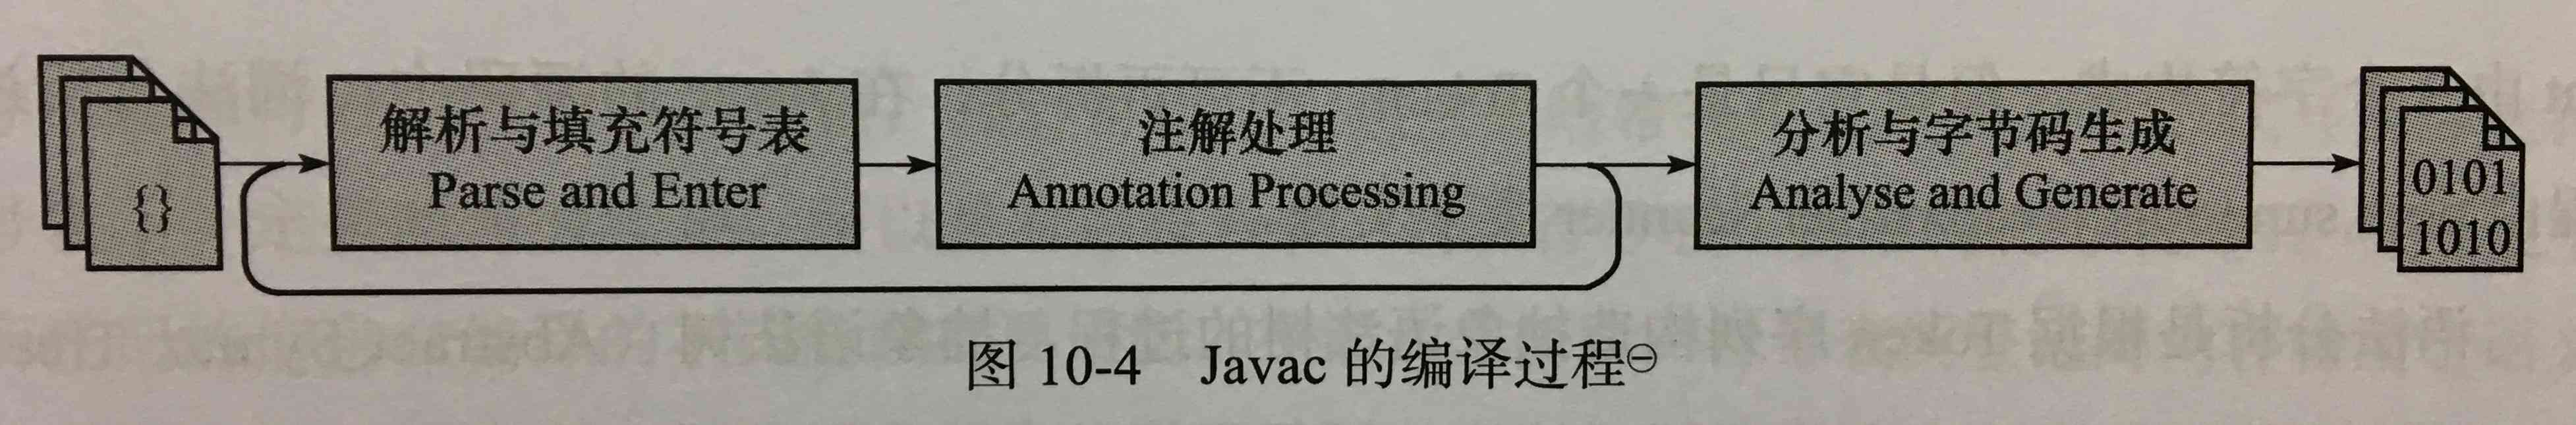 {}
解析与填充符号表
Parse and Enter
注解处理
Annotation Processing
分析与字节码生成
Analyse and Generate
0101
1010
图 10-4 Javac 的编译过程㊀